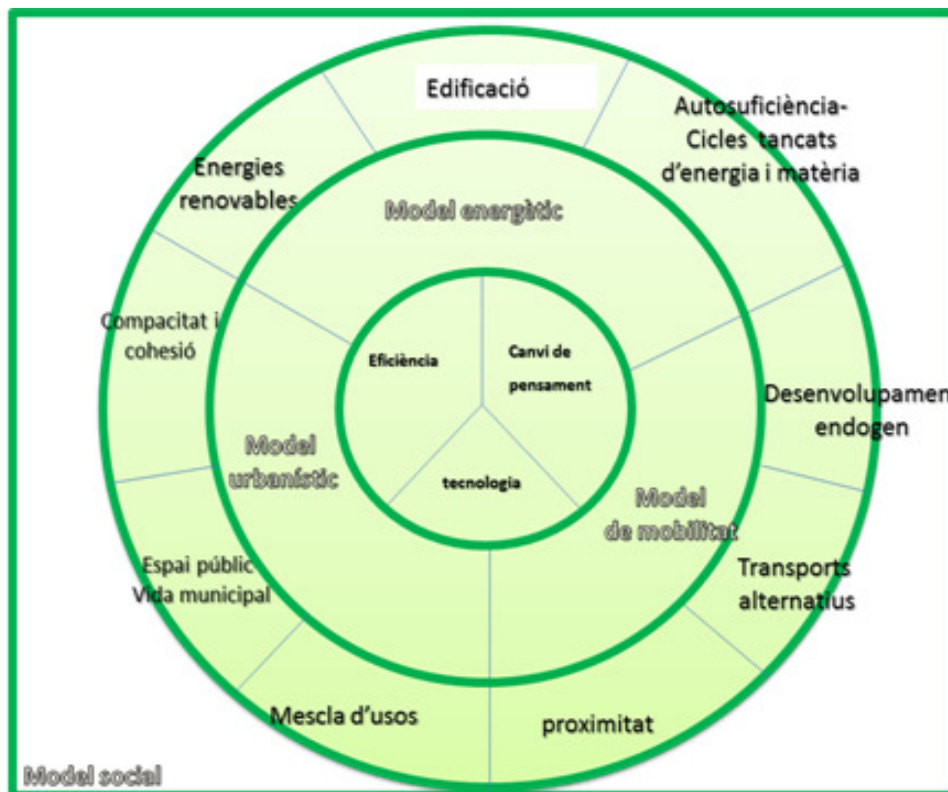 Edificació
Autosuficiència-
Cicles tancats
d'energia i matèria
Energies
renovables
Model energètic
Compacitat i
cohesió
Eficiència
Canvi de
pensament
Desenvolupamen
endogen
Model
urbanístic
tecnologia
Model
de mobilitat
Espai públic
Vida municipal
Transports
alternatius
Mescla d'usos
proximitat
Model social